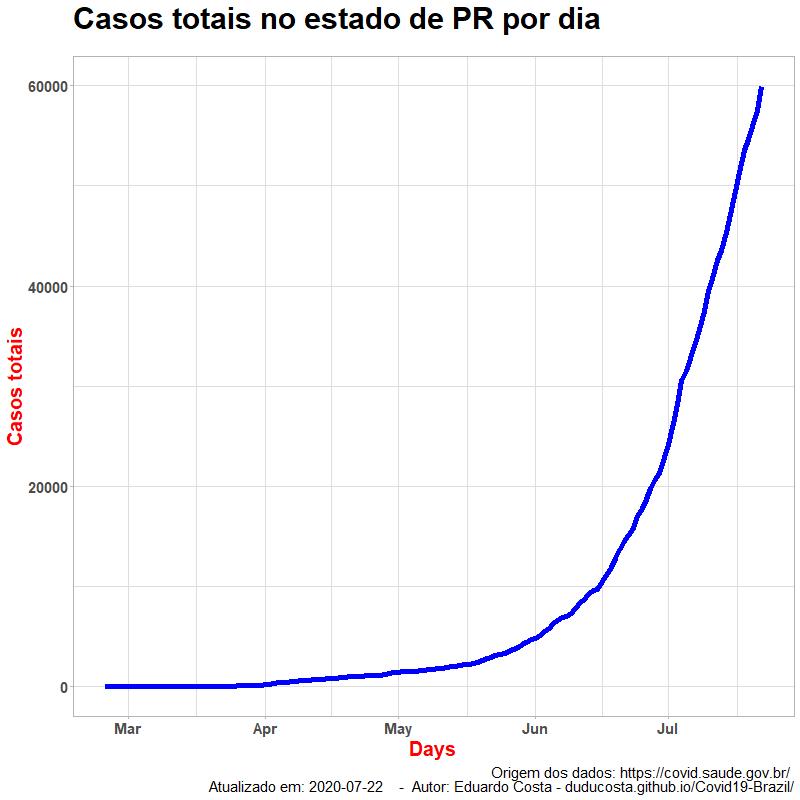 Casos totais no estado de PR por dia
Casos totais
60000
40000
20000
0
Mar Apr May Jun Jul
Days
Origem dos dados: https://covid.saude.gov.br/
Atualizado em: 2020-07-22 - Autor: Eduardo Costa - duducosta.github.io/Covid19-Brazil/